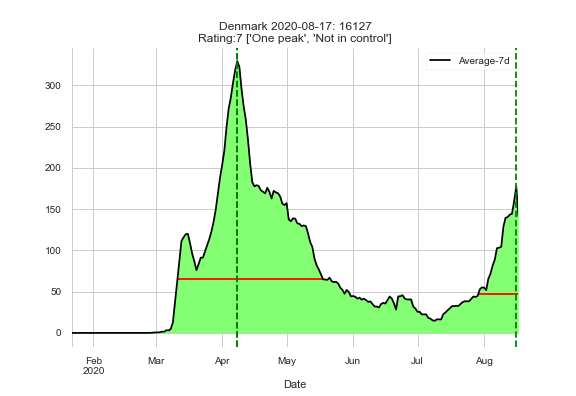 Denmark 2020-08-17: 16127
Rating:7 ['One peak', 'Not in control']
Average-7d
300
250
200
150
100
50
0
Feb
2020
Mar
Apr
May
Jun
Jul
Aug
Date